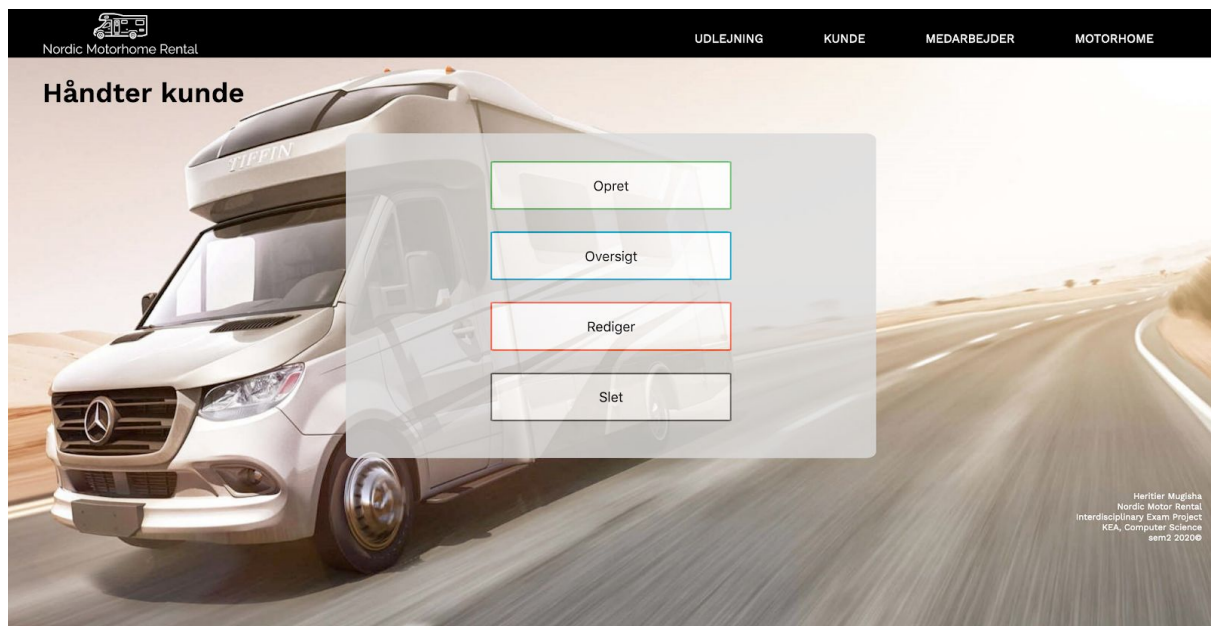 Nordic Motorhome Rental
UDLEJNING KUNDE MEDARBEJDER MOTORHOME
Håndter kunde
TIFFIN
Opret
Oversigt
Rediger
Slet
Heritier Mugisha
Nordic Motor Rental
Interdisciplinary Exam Project
KEA, Computer Science
sem2 2020©